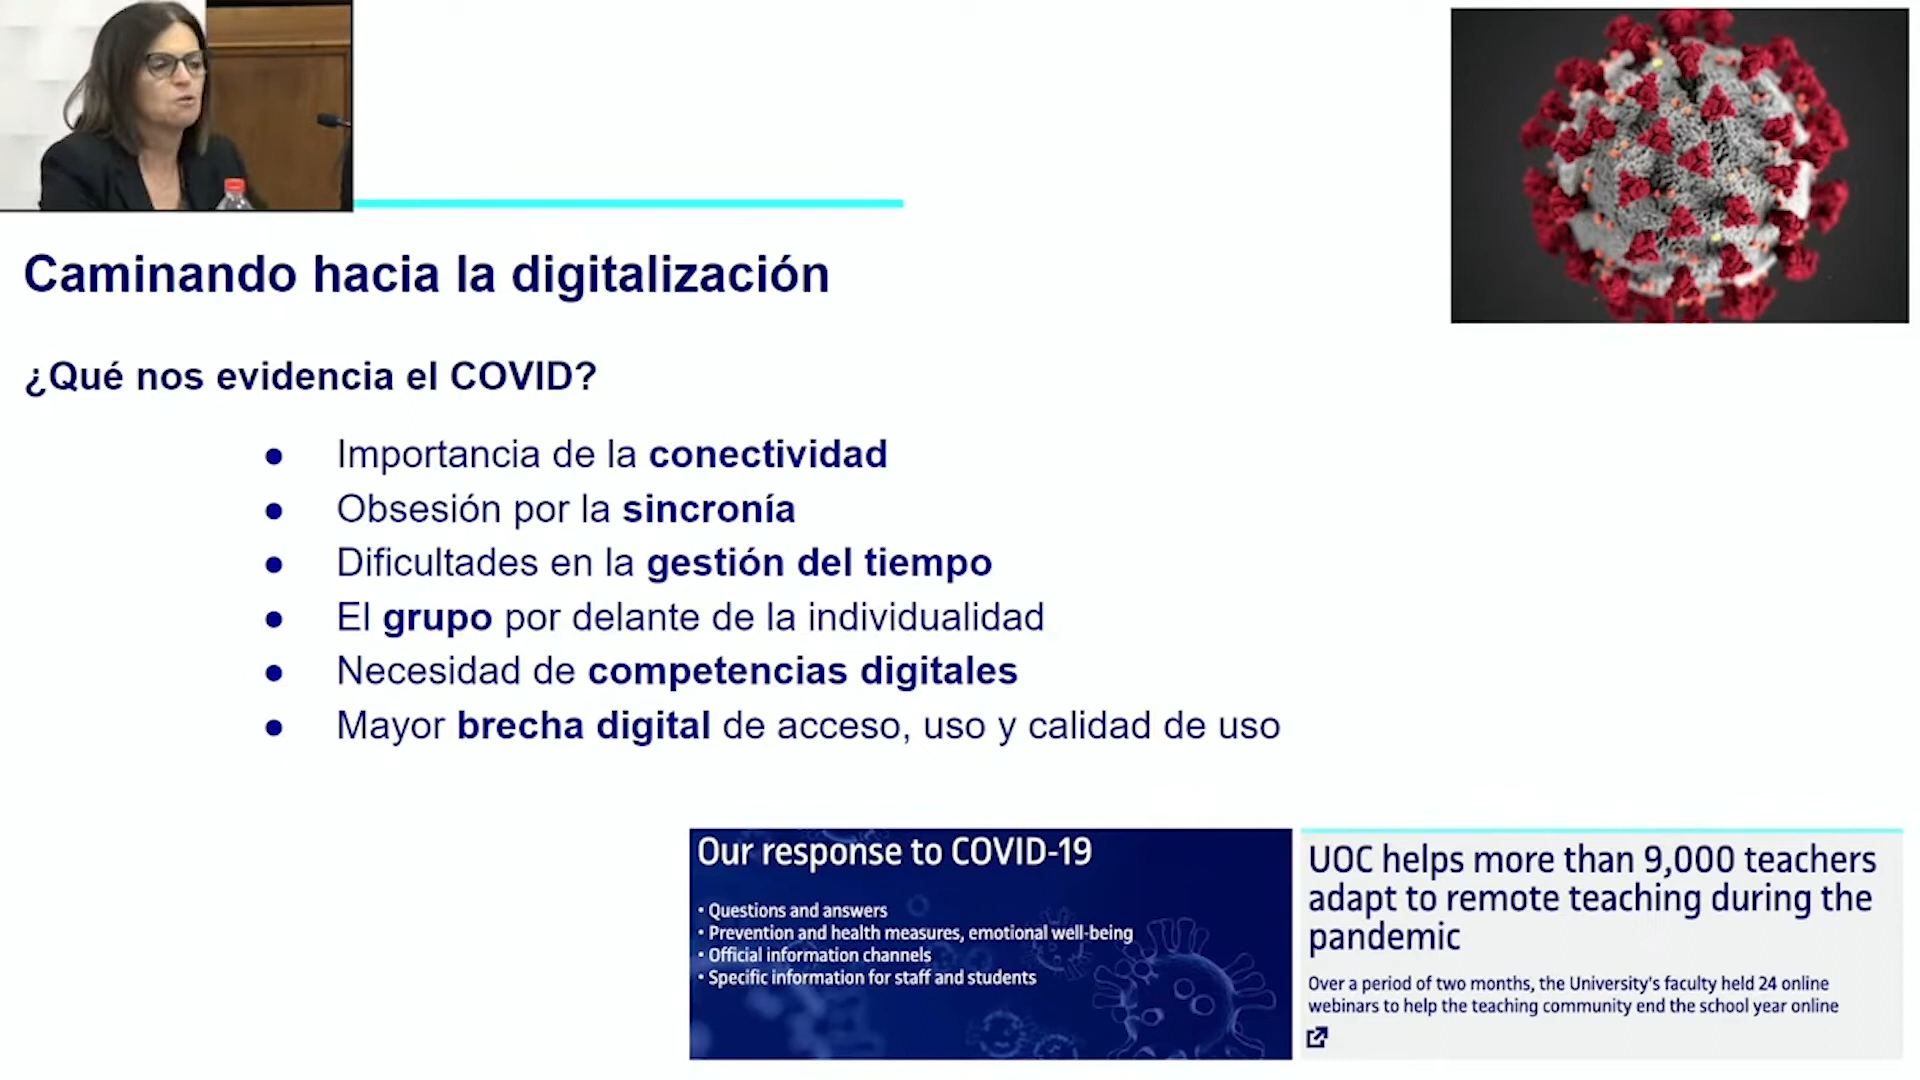 Caminando hacia la digitalización
¿Qué nos evidencia el COVID?
● Importancia de la conectividad
● Obsesión por la sincronía
● Dificultades en la gestión del tiempo
● El grupo por delante de la individualidad
● Necesidad de competencias digitales
● Mayor brecha digital de acceso, uso y calidad de uso
Our response to COVID-19
• Questions and answers
• Prevention and health measures, emotional well-being
• Official information channels
• Specific information for staff and students
UOC helps more than 9,000 teachers
adapt to remote teaching during the
pandemic
Over a period of two months, the University's faculty held 24 online
webinars to help the teaching community end the school year online